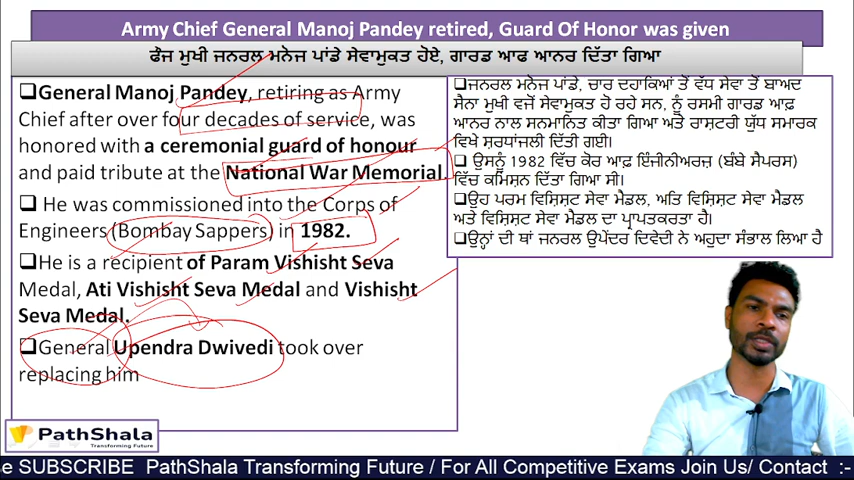 Army Chief General Manoj Pandey retired, Guard Of Honor was given
ਫੌਜ ਮੁਖੀ ਜਨਰਲ ਮਨੋਜ ਪਾਂਡੇ ਸੇਵਾਮੁਕਤ ਹੋਏ, ਗਾਰਡ ਆਫ ਆਨਰ ਦਿੱਤਾ ਗਿਆ
❑General Manoj Pandey, retiring as Army
Chief after over four decades of service, was
honored with a ceremonial guard of honour
and paid tribute at the National War Memorial.
❑ He was commissioned into the Corps of
Engineers (Bombay Sappers) in 1982.
❑He is a recipient of Param Vishisht Seva
Medal, Ati Vishisht Seva Medal and Vishisht
Seva Medal.
❑General Upendra Dwivedi took over
replacing him
❑ਜਨਰਲ ਮਨੋਜ ਪਾਂਡੇ, ਚਾਰ ਦਹਾਕਿਆਂ ਤੋਂ ਵੱਧ ਸੇਵਾ ਤੋਂ ਬਾਅਦ
ਸੈਨਾ ਮੁਖੀ ਵਜੋਂ ਸੇਵਾਮੁਕਤ ਹੋ ਰਹੇ ਸਨ, ਨੂੰ ਰਸਮੀ ਗਾਰਡ ਆਫ਼
ਆਨਰ ਨਾਲ ਸਨਮਾਨਿਤ ਕੀਤਾ ਗਿਆ ਅਤੇ ਰਾਸ਼ਟਰੀ ਯੁੱਧ ਸਮਾਰਕ
ਵਿਖੇ ਸ਼ਰਧਾਂਜਲੀ ਦਿੱਤੀ ਗਈ।
❑ ਉਸਨੂੰ 1982 ਵਿੱਚ ਕੋਰ ਆਫ਼ ਇੰਜੀਨੀਅਰਜ਼ (ਬੰਬੇ ਸੈਪਰਸ)
ਵਿੱਚ ਕਮਿਸ਼ਨ ਦਿੱਤਾ ਗਿਆ ਸੀ।
❑ਉਹ ਪਰਮ ਵਿਸ਼ਿਸ਼ਟ ਸੇਵਾ ਮੈਡਲ, ਅਤਿ ਵਿਸ਼ਿਸ਼ਟ ਸੇਵਾ ਮੈਡਲ
ਅਤੇ ਵਿਸ਼ਿਸ਼ਟ ਸੇਵਾ ਮੈਡਲ ਦਾ ਪ੍ਰਾਪਤਕਰਤਾ ਹੈ।
❑ਉਨ੍ਹਾਂ ਦੀ ਥਾਂ ਜਨਰਲ ਉਪੇਂਦਰ ਦਿਵੇਦੀ ਨੇ ਅਹੁਦਾ ਸੰਭਾਲ ਲਿਆ ਹੈ
PathShala
Transforming Future
e SUBSCRIBE PathShala Transforming Future / For All Competitive Exams Join Us/ Contact :-